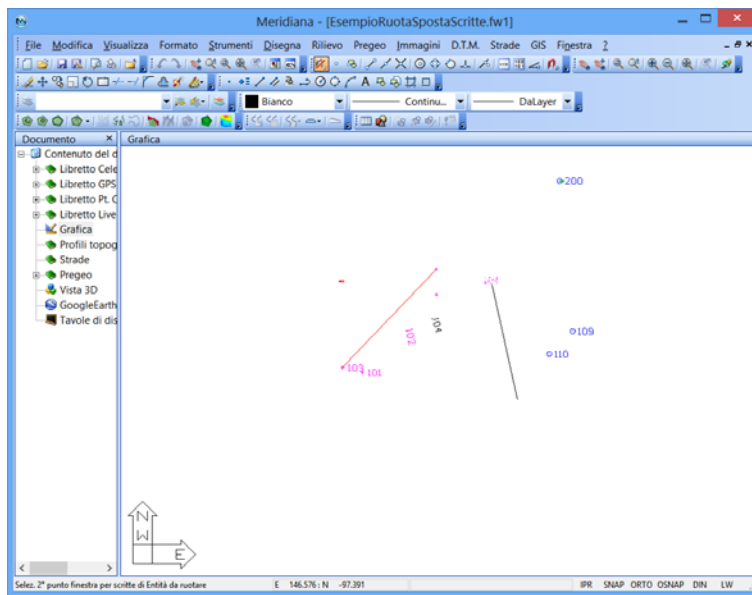 Meridiana - [EsempioRuotaSpostaScritte.fw1]
File Modifica Visualizza Formato Strumenti Disegna Rilievo Pregeo Immagini D.T.M. Strade GIS Finestra ?
Bianco Continu... DaLayer
Documento × Grafica
Contenuto del d
Libretto Cele
Libretto GPS
Libretto Pt. C
Libretto Live
Grafica
Profili topog
Strade
Pregeo
Vista 3D
GoogleEarth
Tavole di dis
200
104
102
109
110
103
101
N
W
E
Selez. 2° punto finestra per scritte di Entità da ruotare E 146.576 : N -97.391 IPR SNAP ORTO OSNAP DIN LW